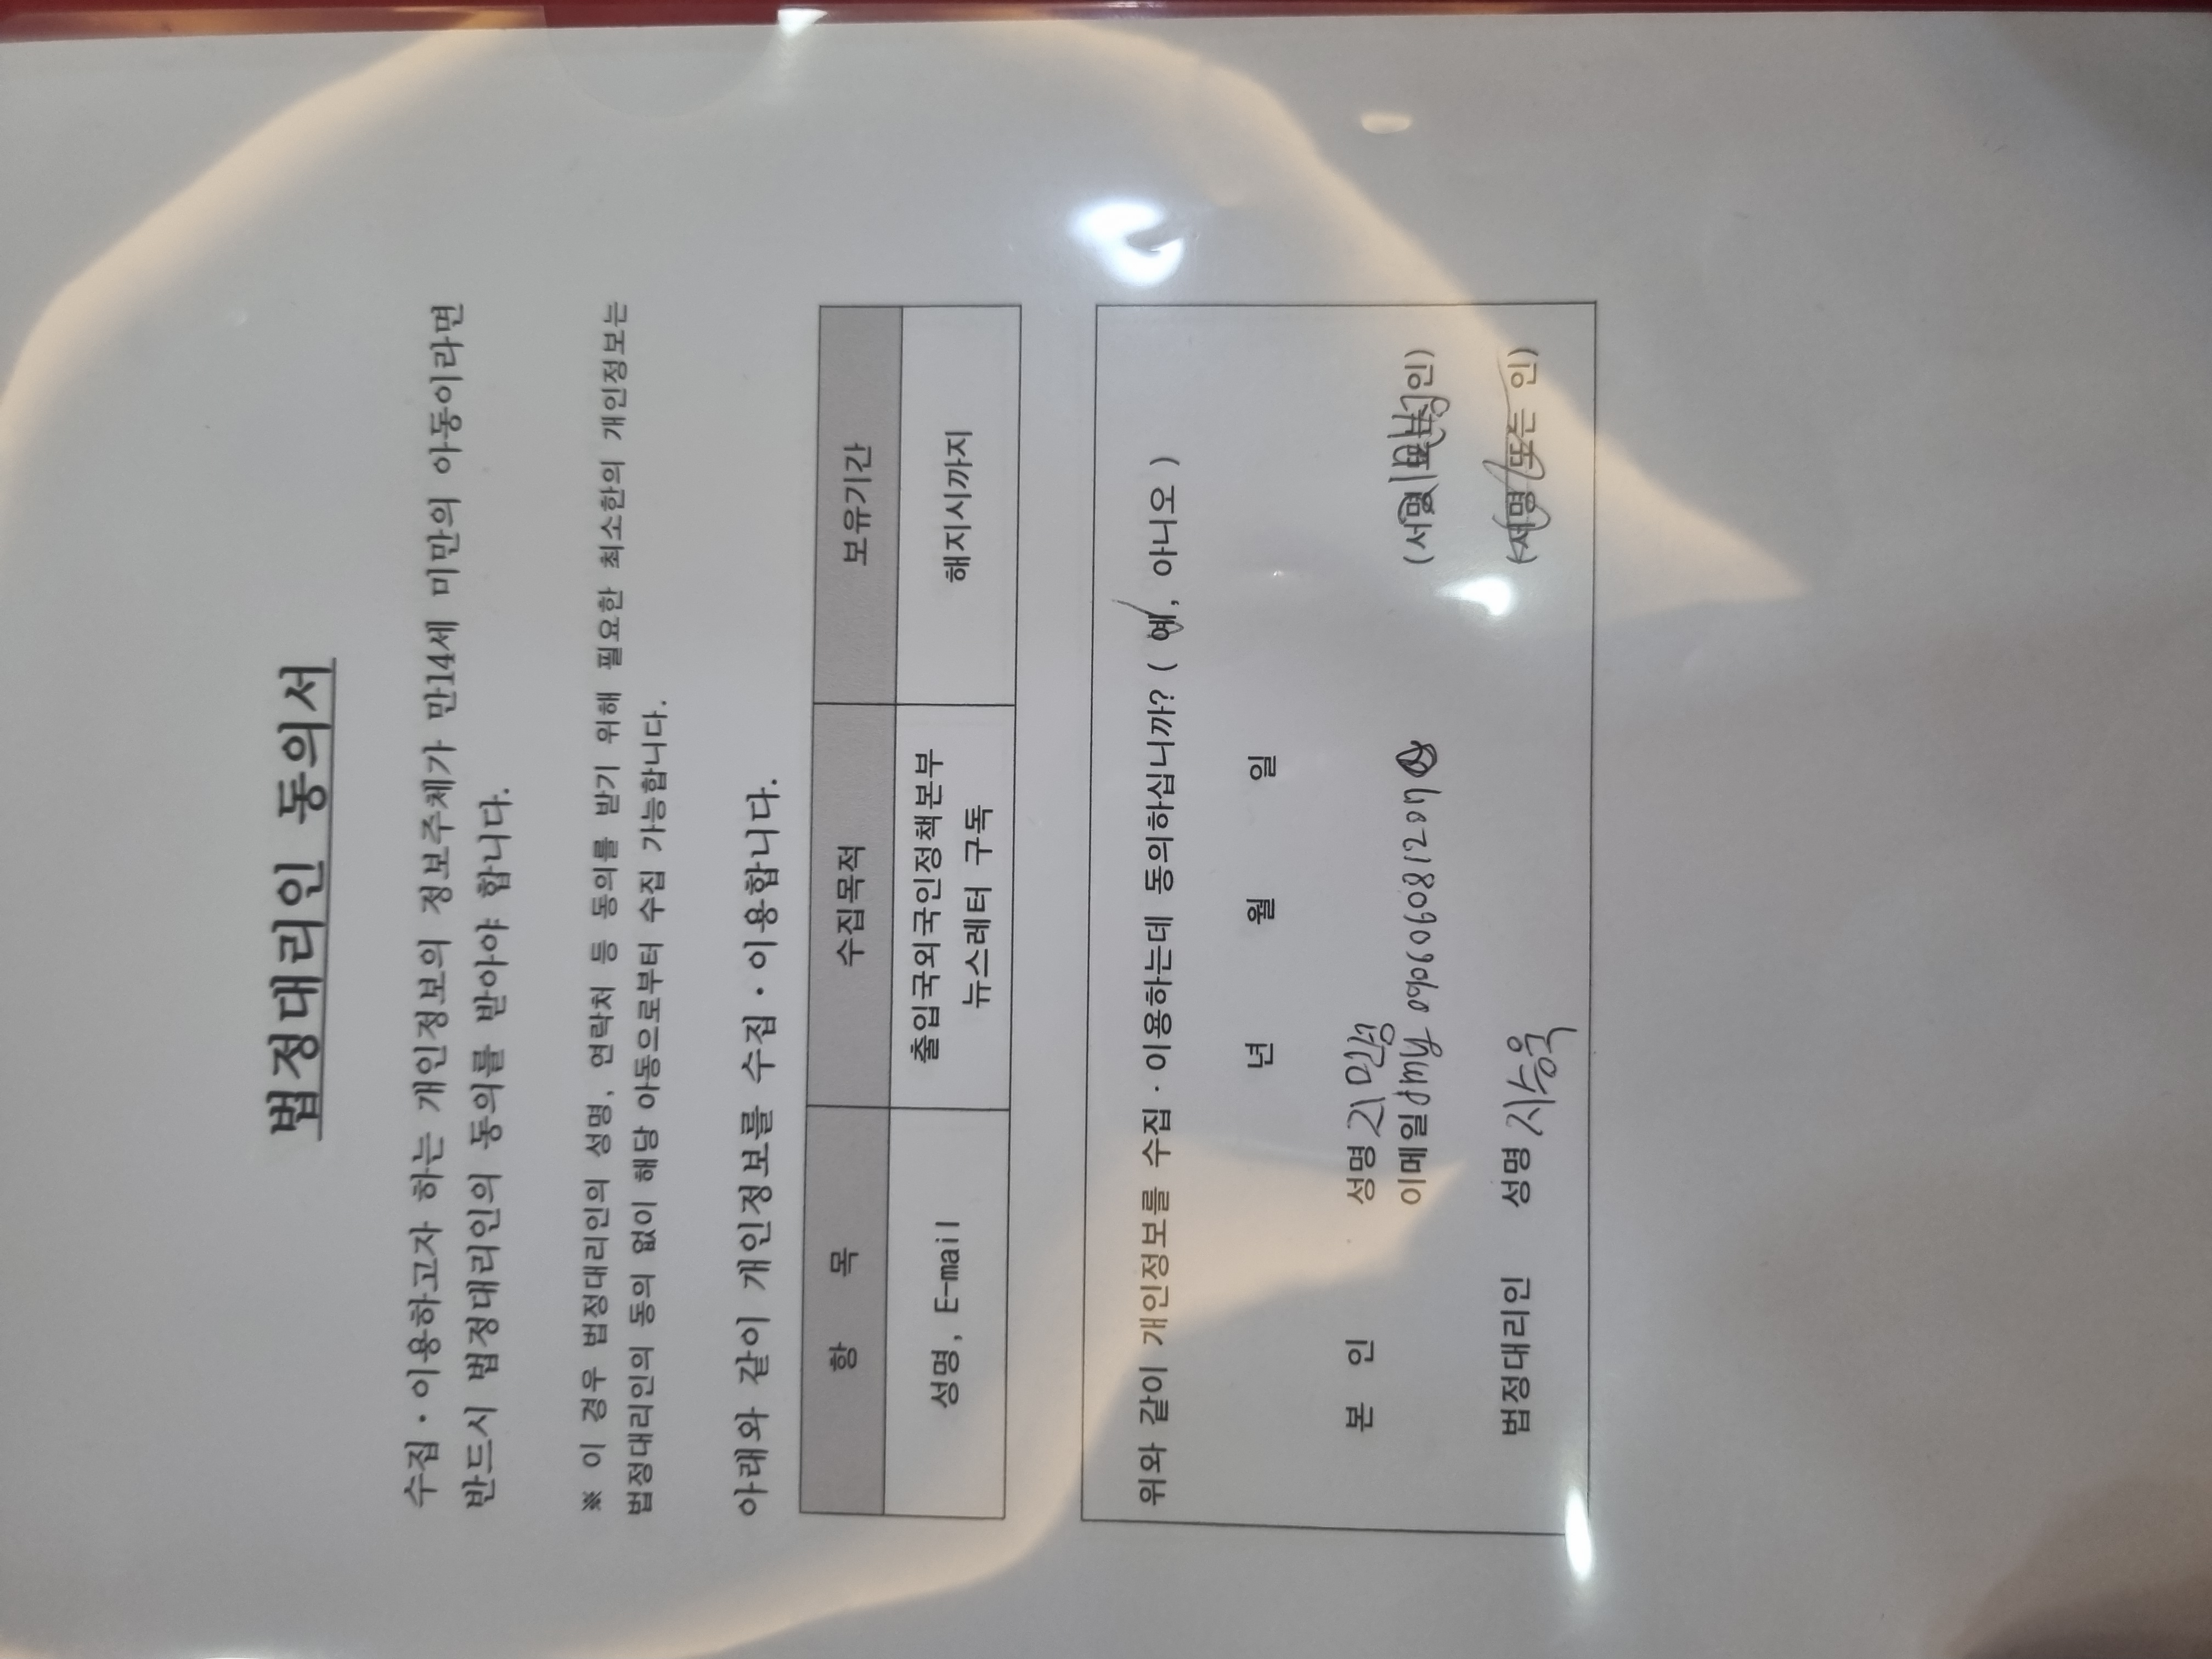 법정대리인 동의서
수집·이용하고자 하는 개인정보의 정보주체가 만14세 미만의 아동이라면
반드시 법정대리인의 동의를 받아야 합니다.
※ 이 경우 법정대리인의 성명, 연락처 등 동의를 받기 위해 필요한 최소한의 개인정보는
법정대리인의 동의 없이 해당 아동으로부터 수집 가능합니다.
아래와 같이 개인정보를 수집·이용합니다.
항 목 수집목적 보유기간
성명, E-mail 출입국외국인정책본부 해지시까지
뉴스레터 구독
위와 같이 개인정보를 수집·이용하는데 동의하십니까? ( 예, 아니오 )
년 월 일
본 인 성명
이메일 (서명 또는 인)
법정대리인 성명 지승욱 (서명 또는 인)